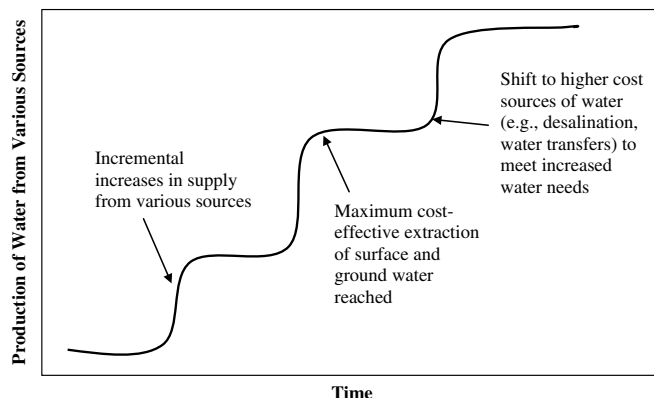 Production of Water from Various Sources
Incremental
increases in supply
from various sources
Maximum cost-
effective extraction
of surface and
ground water
reached
Shift to higher cost
sources of water
(e.g., desalination,
water transfers) to
meet increased
water needs
Time